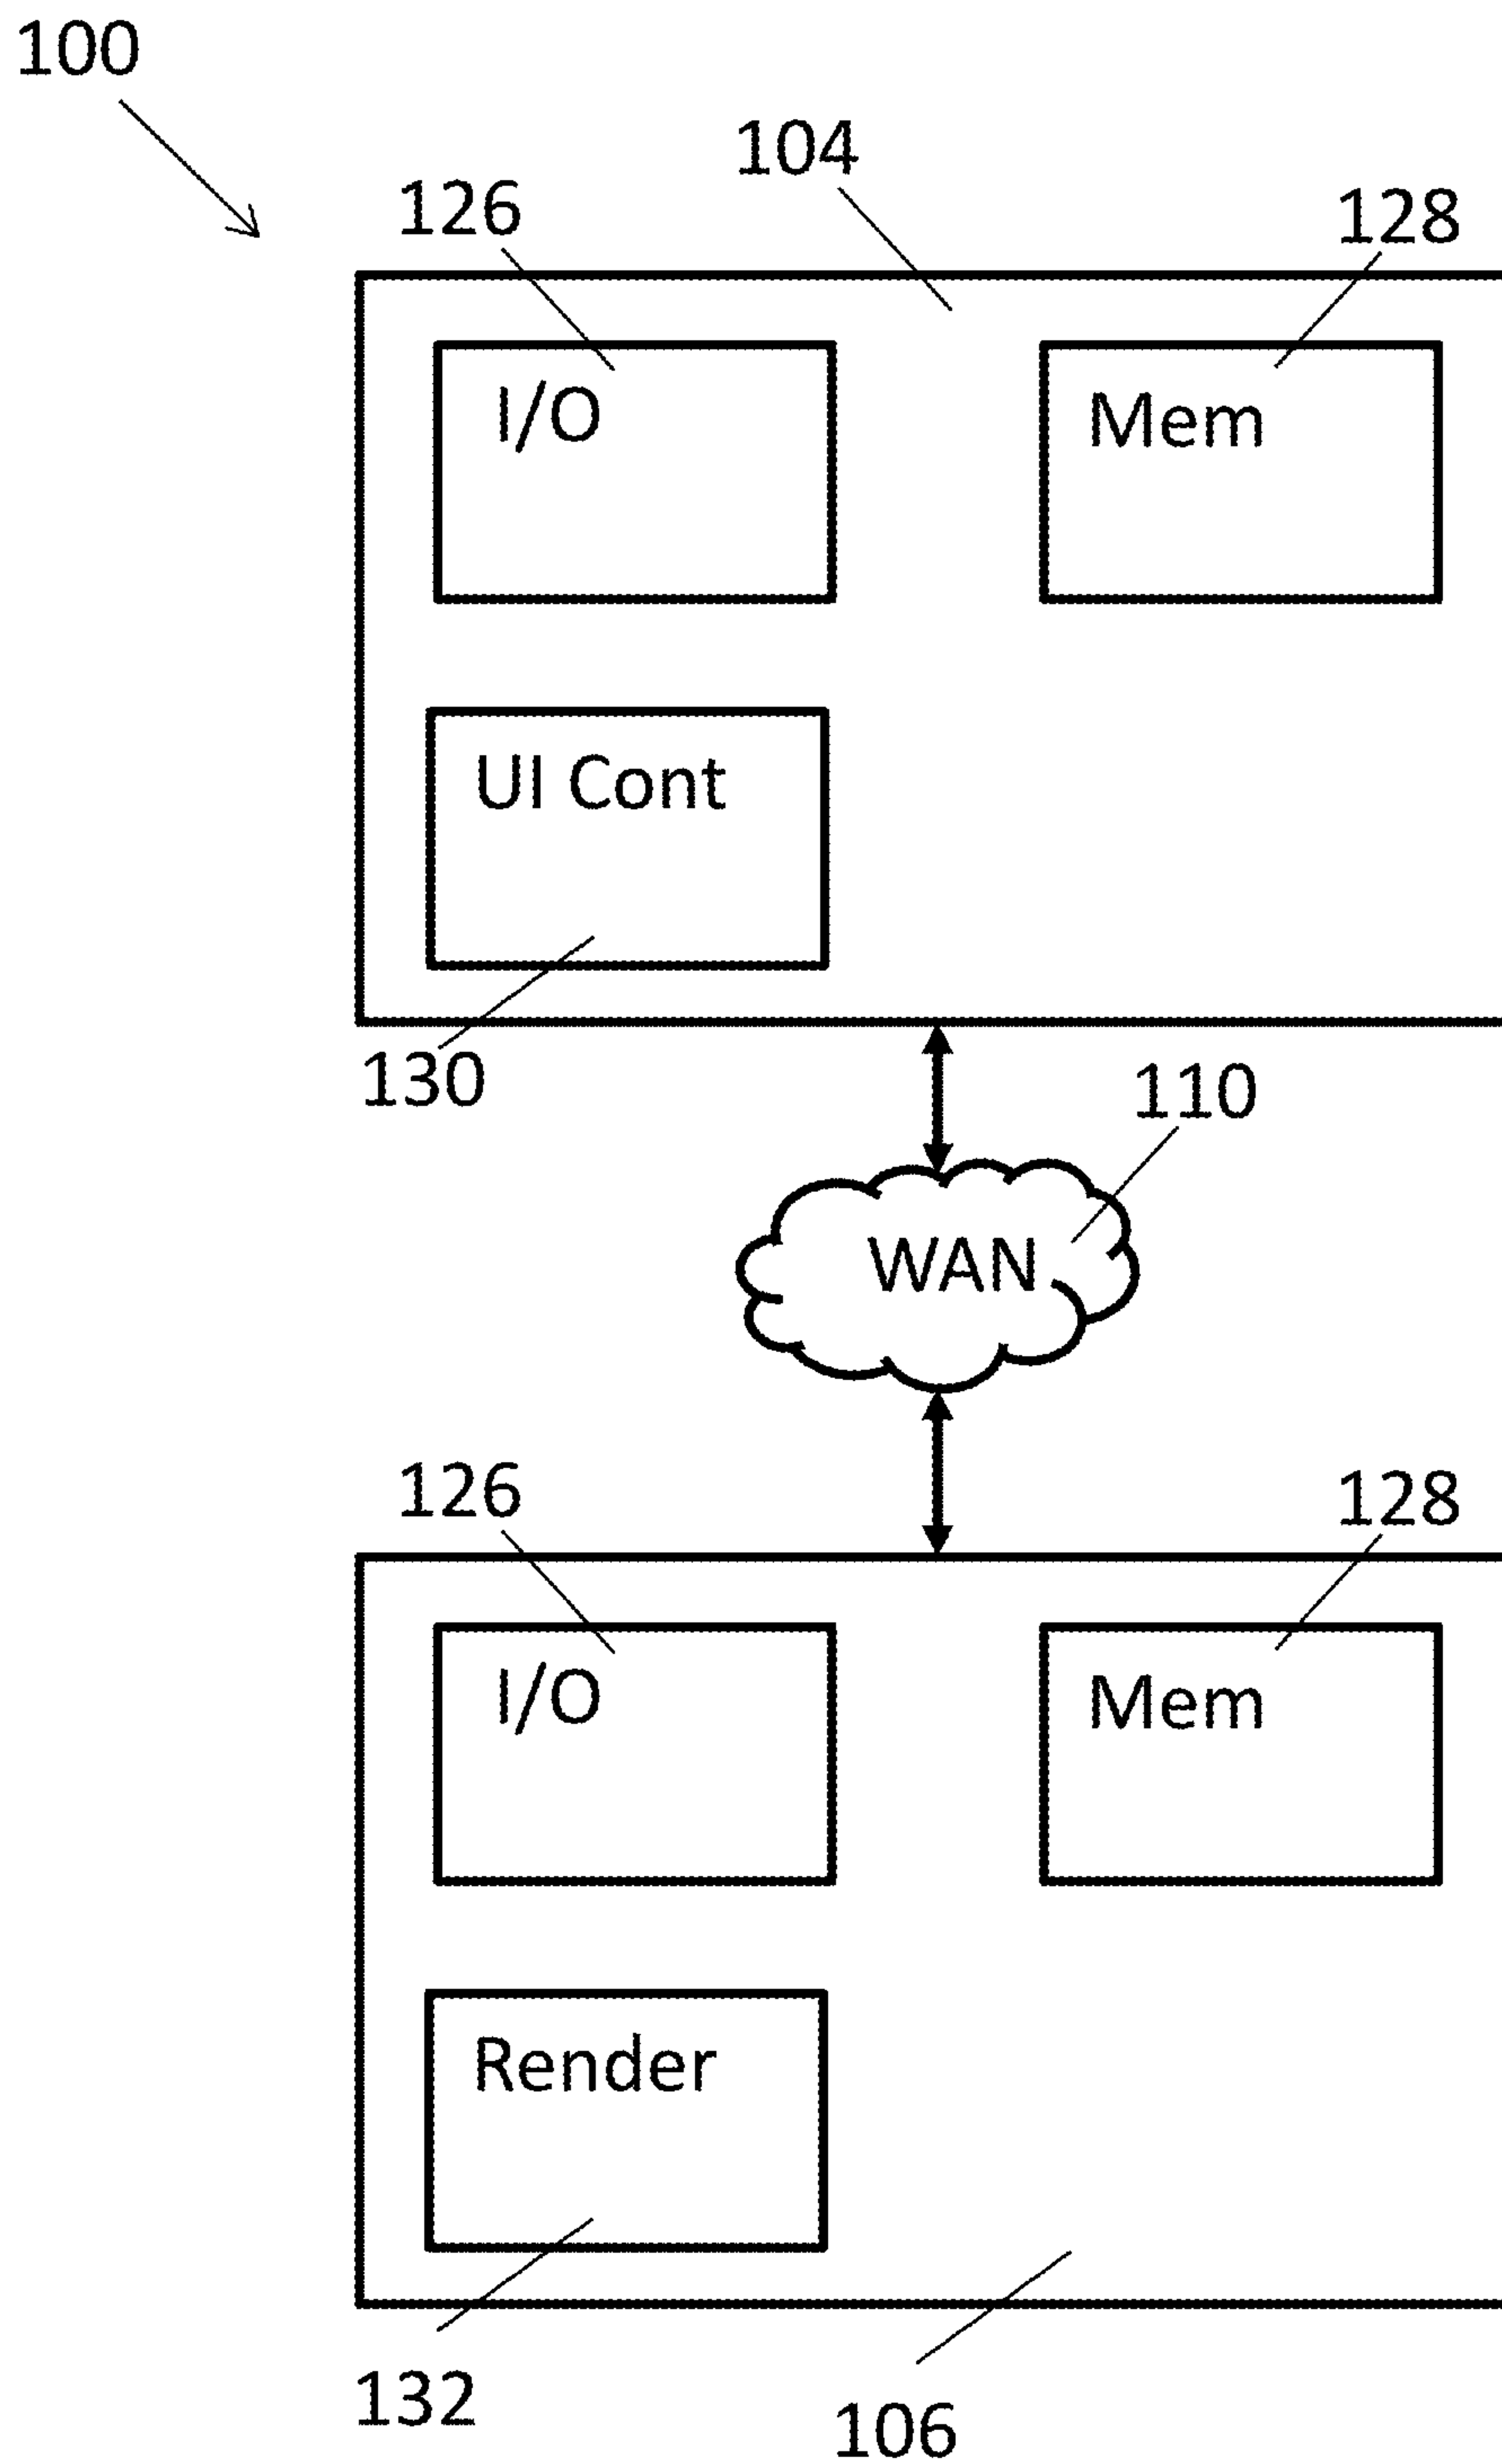 100
104
126
128
I/O
Mem
UI Cont
130
110
WAN
126
128
I/O
Mem
Render
132
106